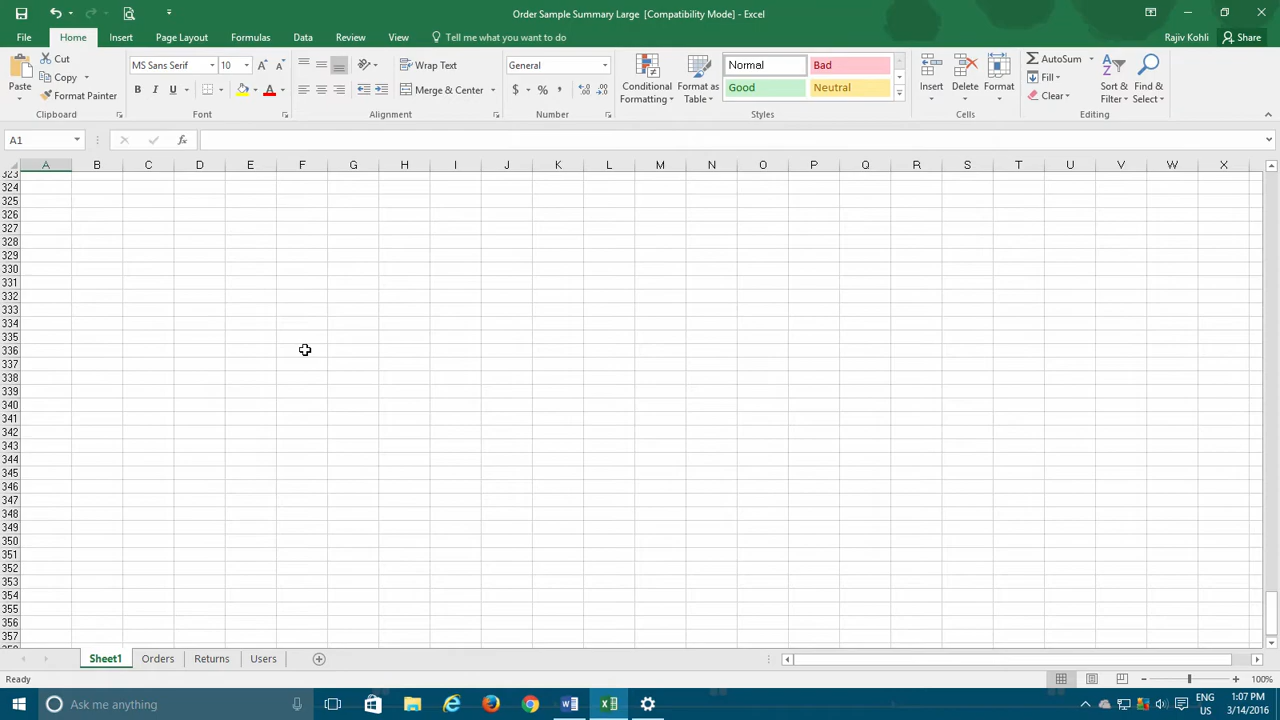 Order Sample Summary Large [Compatibility Mode] - Excel
File Home Insert Page Layout Formulas Data Review View Tell me what you want to do Rajiv Kohli Share
Paste Cut Copy Format Painter Clipboard
MS Sans Serif 10 B I U A Font
Wrap Text Merge & Center Alignment
General $ % , Number
Conditional Formatting Format as Table Normal Bad Good Neutral Styles
Insert Delete Format Cells
AutoSum Fill Clear Sort & Filter Find & Select Editing
A1 fx
A B C D E F G H I J K L M N O P Q R S T U V W X
323
324
325
326
327
328
329
330
331
332
333
334
335
336
337
338
339
340
341
342
343
344
345
346
347
348
349
350
351
352
353
354
355
356
357
Sheet1 Orders Returns Users
Ready 100%
Ask me anything ENG US 1:07 PM 3/14/2016